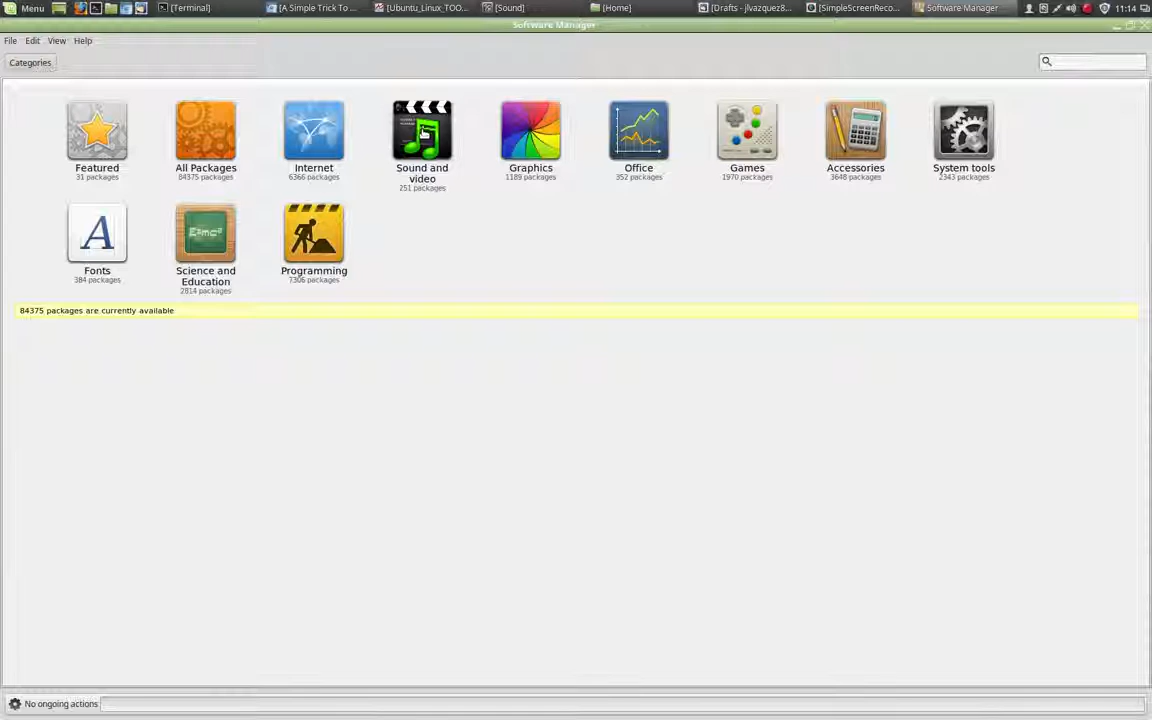 Menu [Terminal] [A Simple Trick To ... [Ubuntu_Linux_TOO... [Sound] [Home] [Drafts - jlvazquez8... [SimpleScreenReco... Software Manager 11:14
Software Manager
File Edit View Help
Categories
Featured
31 packages
All Packages
84375 packages
Internet
6366 packages
Sound and
video
251 packages
Graphics
1189 packages
Office
352 packages
Games
1970 packages
Accessories
3648 packages
System tools
2343 packages
A
Fonts
384 packages
E=mc²
Science and
Education
2814 packages
Programming
7306 packages
84375 packages are currently available
No ongoing actions